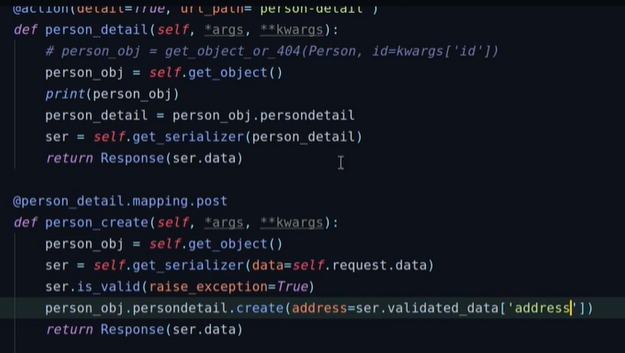 @action(detail=True, url_path='person-detail')
def person_detail(self, *args, **kwargs):
# person_obj = get_object_or_404(Person, id=kwargs['id'])
person_obj = self.get_object()
print(person_obj)
person_detail = person_obj.persondetail
ser = self.get_serializer(person_detail)
return Response(ser.data)
@person_detail.mapping.post
def person_create(self, *args, **kwargs):
person_obj = self.get_object()
ser = self.get_serializer(data=self.request.data)
ser.is_valid(raise_exception=True)
person_obj.persondetail.create(address=ser.validated_data['address'])
return Response(ser.data)